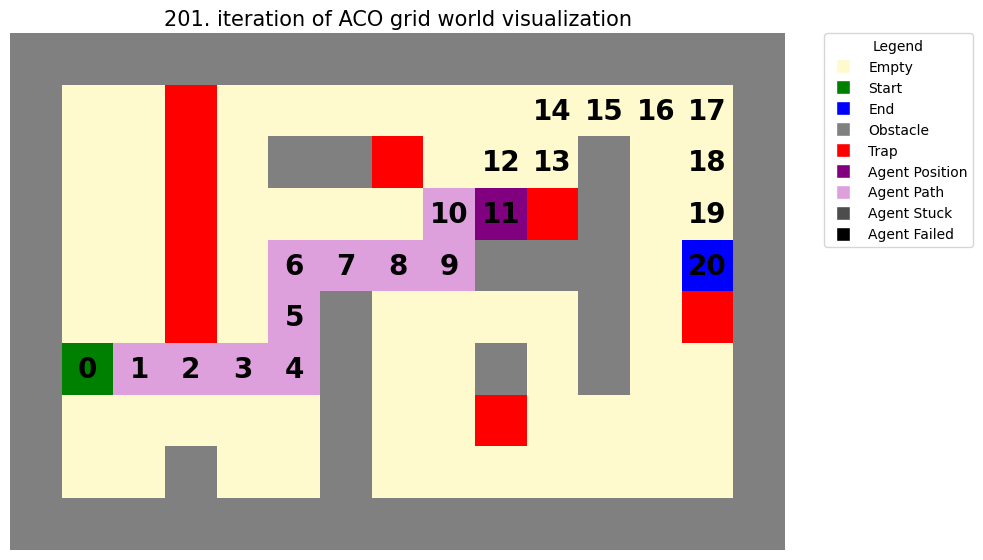 201. iteration of ACO grid world visualization
14 15 16 17
12 13 18
10 11 19
6 7 8 9 20
5
0 1 2 3 4
Legend
Empty
Start
End
Obstacle
Trap
Agent Position
Agent Path
Agent Stuck
Agent Failed